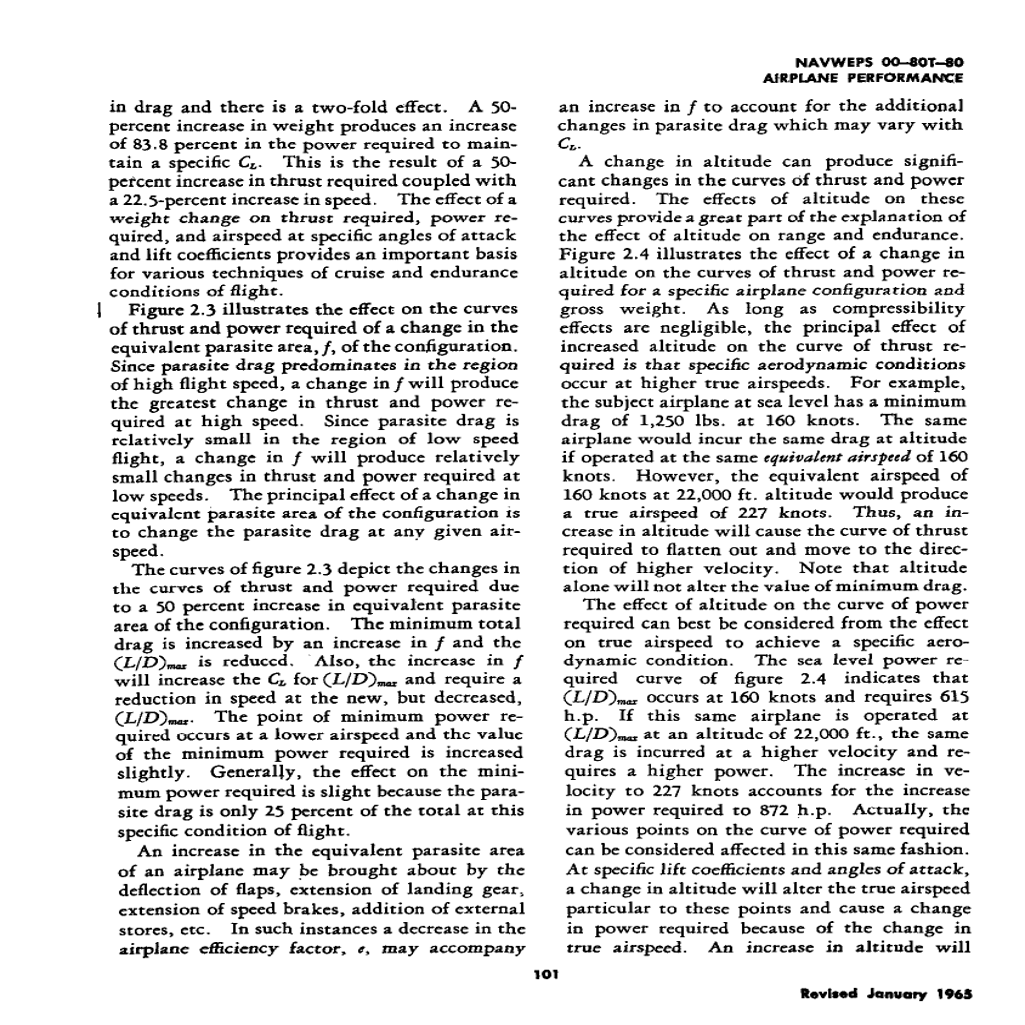 NAVWEPS 00-80T-80
AIRPLANE PERFORMANCE
in drag and there is a two-fold effect. A 50-
percent increase in weight produces an increase
of 83.8 percent in the power required to main-
tain a specific CL. This is the result of a 50-
percent increase in thrust required coupled with
a 22.5-percent increase in speed. The effect of a
weight change on thrust required, power re-
quired, and airspeed at specific angles of attack
and lift coefficients provides an important basis
for various techniques of cruise and endurance
conditions of flight.
Figure 2.3 illustrates the effect on the curves
of thrust and power required of a change in the
equivalent parasite area, f, of the configuration.
Since parasite drag predominates in the region
of high flight speed, a change in f will produce
the greatest change in thrust and power re-
quired at high speed. Since parasite drag is
relatively small in the region of low speed
flight, a change in f will produce relatively
small changes in thrust and power required at
low speeds. The principal effect of a change in
equivalent parasite area of the configuration is
to change the parasite drag at any given air-
speed.
The curves of figure 2.3 depict the changes in
the curves of thrust and power required due
to a 50 percent increase in equivalent parasite
area of the configuration. The minimum total
drag is increased by an increase in f and the
(L/D)max is reduced. Also, the increase in f
will increase the CL for (L/D)max and require a
reduction in speed at the new, but decreased,
(L/D)max. The point of minimum power re-
quired occurs at a lower airspeed and the value
of the minimum power required is increased
slightly. Generally, the effect on the mini-
mum power required is slight because the para-
site drag is only 25 percent of the total at this
specific condition of flight.
An increase in the equivalent parasite area
of an airplane may be brought about by the
deflection of flaps, extension of landing gear,
extension of speed brakes, addition of external
stores, etc. In such instances a decrease in the
airplane efficiency factor, e, may accompany
an increase in f to account for the additional
changes in parasite drag which may vary with
CL.
A change in altitude can produce signifi-
cant changes in the curves of thrust and power
required. The effects of altitude on these
curves provide a great part of the explanation of
the effect of altitude on range and endurance.
Figure 2.4 illustrates the effect of a change in
altitude on the curves of thrust and power re-
quired for a specific airplane configuration and
gross weight. As long as compressibility
effects are negligible, the principal effect of
increased altitude on the curve of thrust re-
quired is that specific aerodynamic conditions
occur at higher true airspeeds. For example,
the subject airplane at sea level has a minimum
drag of 1,250 lbs. at 160 knots. The same
airplane would incur the same drag at altitude
if operated at the same equivalent airspeed of 160
knots. However, the equivalent airspeed of
160 knots at 22,000 ft. altitude would produce
a true airspeed of 227 knots. Thus, an in-
crease in altitude will cause the curve of thrust
required to flatten out and move to the direc-
tion of higher velocity. Note that altitude
alone will not alter the value of minimum drag.
The effect of altitude on the curve of power
required can best be considered from the effect
on true airspeed to achieve a specific aero-
dynamic condition. The sea level power re-
quired curve of figure 2.4 indicates that
(L/D)max occurs at 160 knots and requires 615
h.p. If this same airplane is operated at
(L/D)max at an altitude of 22,000 ft., the same
drag is incurred at a higher velocity and re-
quires a higher power. The increase in ve-
locity to 227 knots accounts for the increase
in power required to 872 h.p. Actually, the
various points on the curve of power required
can be considered affected in this same fashion.
At specific lift coefficients and angles of attack,
a change in altitude will alter the true airspeed
particular to these points and cause a change
in power required because of the change in
true airspeed. An increase in altitude will
101
Revised January 1965